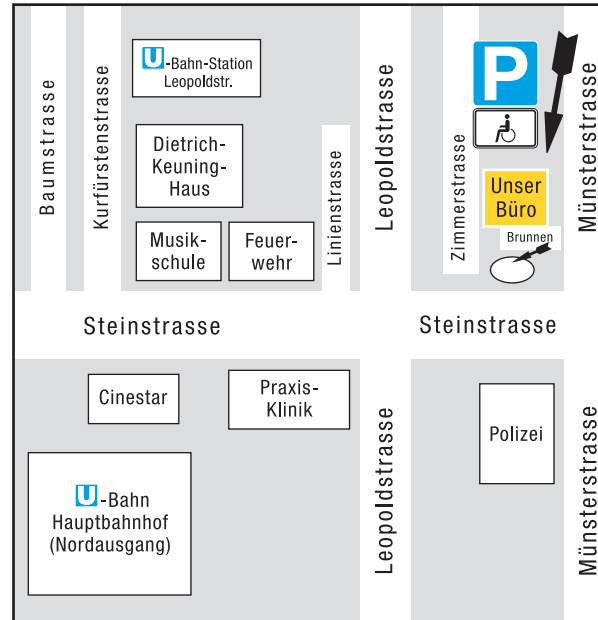 Baumstrasse
Kurfürstenstrasse
U-Bahn-Station
Leopoldstr.
Dietrich-
Keuning-
Haus
Musik-
schule
Feuer-
wehr
Linienstrasse
Leopoldstrasse
Zimmerstrasse
P
Unser
Büro
Brunnen
Münsterstrasse
Steinstrasse
Steinstrasse
Cinestar
Praxis-
Klinik
U-Bahn
Hauptbahnhof
(Nordausgang)
Leopoldstrasse
Polizei
Münsterstrasse